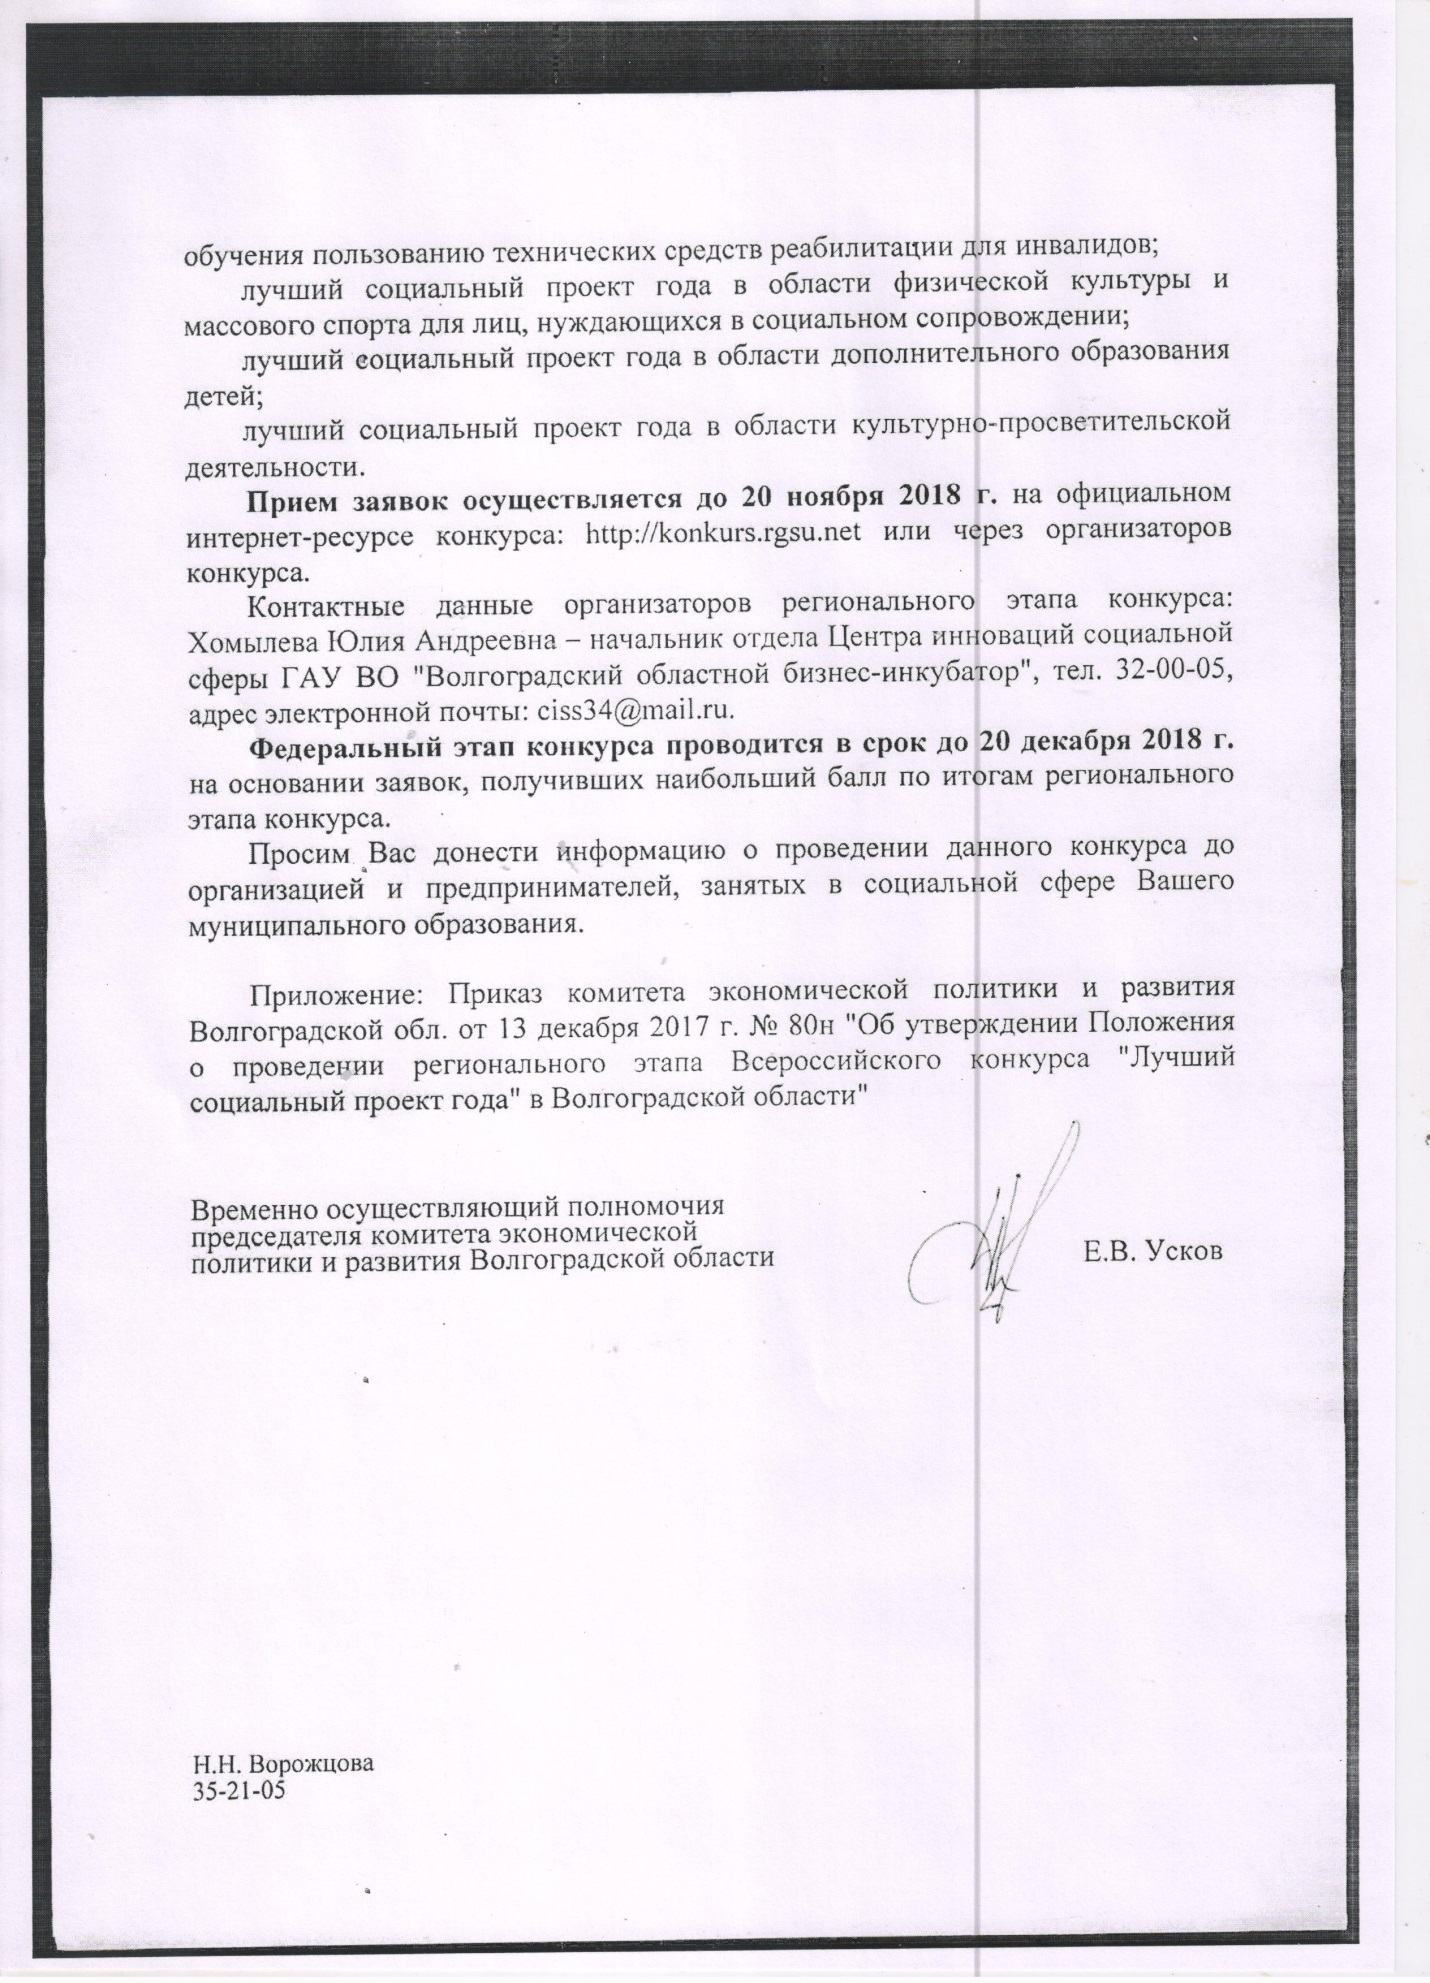 обучения пользованию технических средств реабилитации для инвалидов;
лучший социальный проект года в области физической культуры и
массового спорта для лиц, нуждающихся в социальном сопровождении;
лучший социальный проект года в области дополнительного образования
детей;
лучший социальный проект года в области культурно-просветительской
деятельности.
Прием заявок осуществляется до 20 ноября 2018 г. на официальном
интернет-ресурсе конкурса: http://konkurs.rgsu.net или через организаторов
конкурса.
Контактные данные организаторов регионального этапа конкурса:
Хомылева Юлия Андреевна – начальник отдела Центра инноваций социальной
сферы ГАУ ВО "Волгоградский областной бизнес-инкубатор", тел. 32-00-05,
адрес электронной почты: ciss34@mail.ru.
Федеральный этап конкурса проводится в срок до 20 декабря 2018 г.
на основании заявок, получивших наибольший балл по итогам регионального
этапа конкурса.
Просим Вас донести информацию о проведении данного конкурса до
организацией и предпринимателей, занятых в социальной сфере Вашего
муниципального образования.
Приложение: Приказ комитета экономической политики и развития
Волгоградской обл. от 13 декабря 2017 г. № 80н "Об утверждении Положения
о проведении регионального этапа Всероссийского конкурса "Лучший
социальный проект года" в Волгоградской области"
Временно осуществляющий полномочия
председателя комитета экономической
политики и развития Волгоградской области
Е.В. Усков
Н.Н. Ворожцова
35-21-05